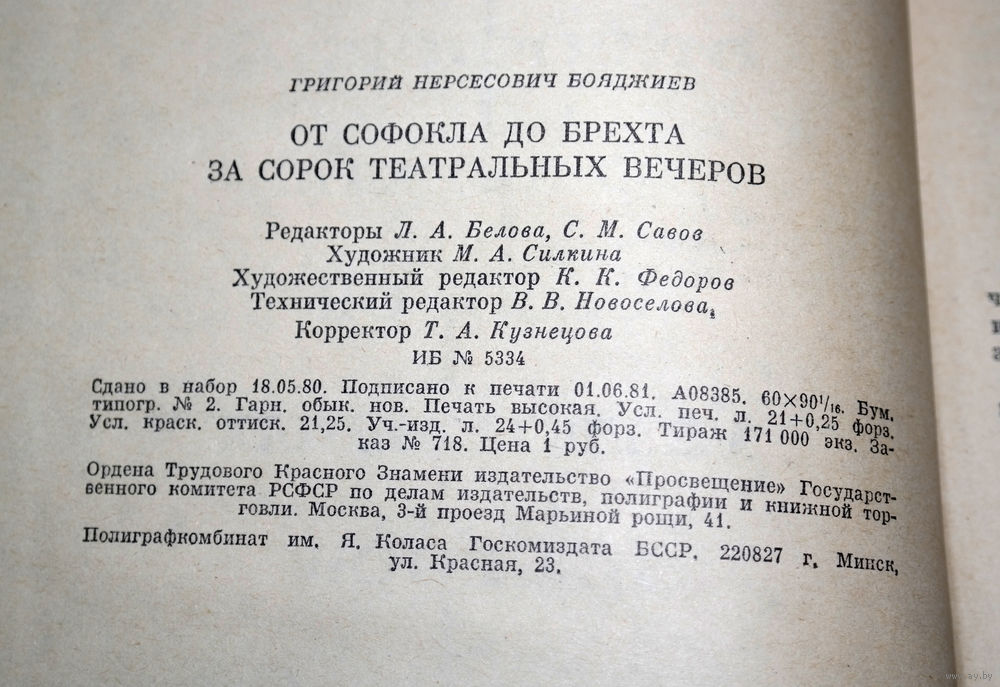 ГРИГОРИЙ НЕРСЕСОВИЧ БОЯДЖИЕВ
ОТ СОФОКЛА ДО БРЕХТА
ЗА СОРОК ТЕАТРАЛЬНЫХ ВЕЧЕРОВ
Редакторы Л. А. Белова, С. М. Савов
Художник М. А. Силкина
Художественный редактор К. К. Федоров
Технический редактор В. В. Новоселова,
Корректор Т. А. Кузнецова
ИБ № 5334
Сдано в набор 18.05.80. Подписано к печати 01.06.81. А08385. 60×90¹/₁₆. Бум.
типогр. № 2. Гарн. обык. нов. Печать высокая. Усл. печ. л. 21+0,25 форз.
Усл. краск. оттиск. 21,25. Уч.-изд. л. 24+0,45 форз. Тираж 171 000 экз. За-
каз № 718. Цена 1 руб.
Ордена Трудового Красного Знамени издательство «Просвещение» Государст-
венного комитета РСФСР по делам издательств, полиграфии и книжной тор-
говли. Москва, 3-й проезд Марьиной рощи, 41.
Полиграфкомбинат им. Я. Коласа Госкомиздата БССР. 220827 г. Минск,
ул. Красная, 23.